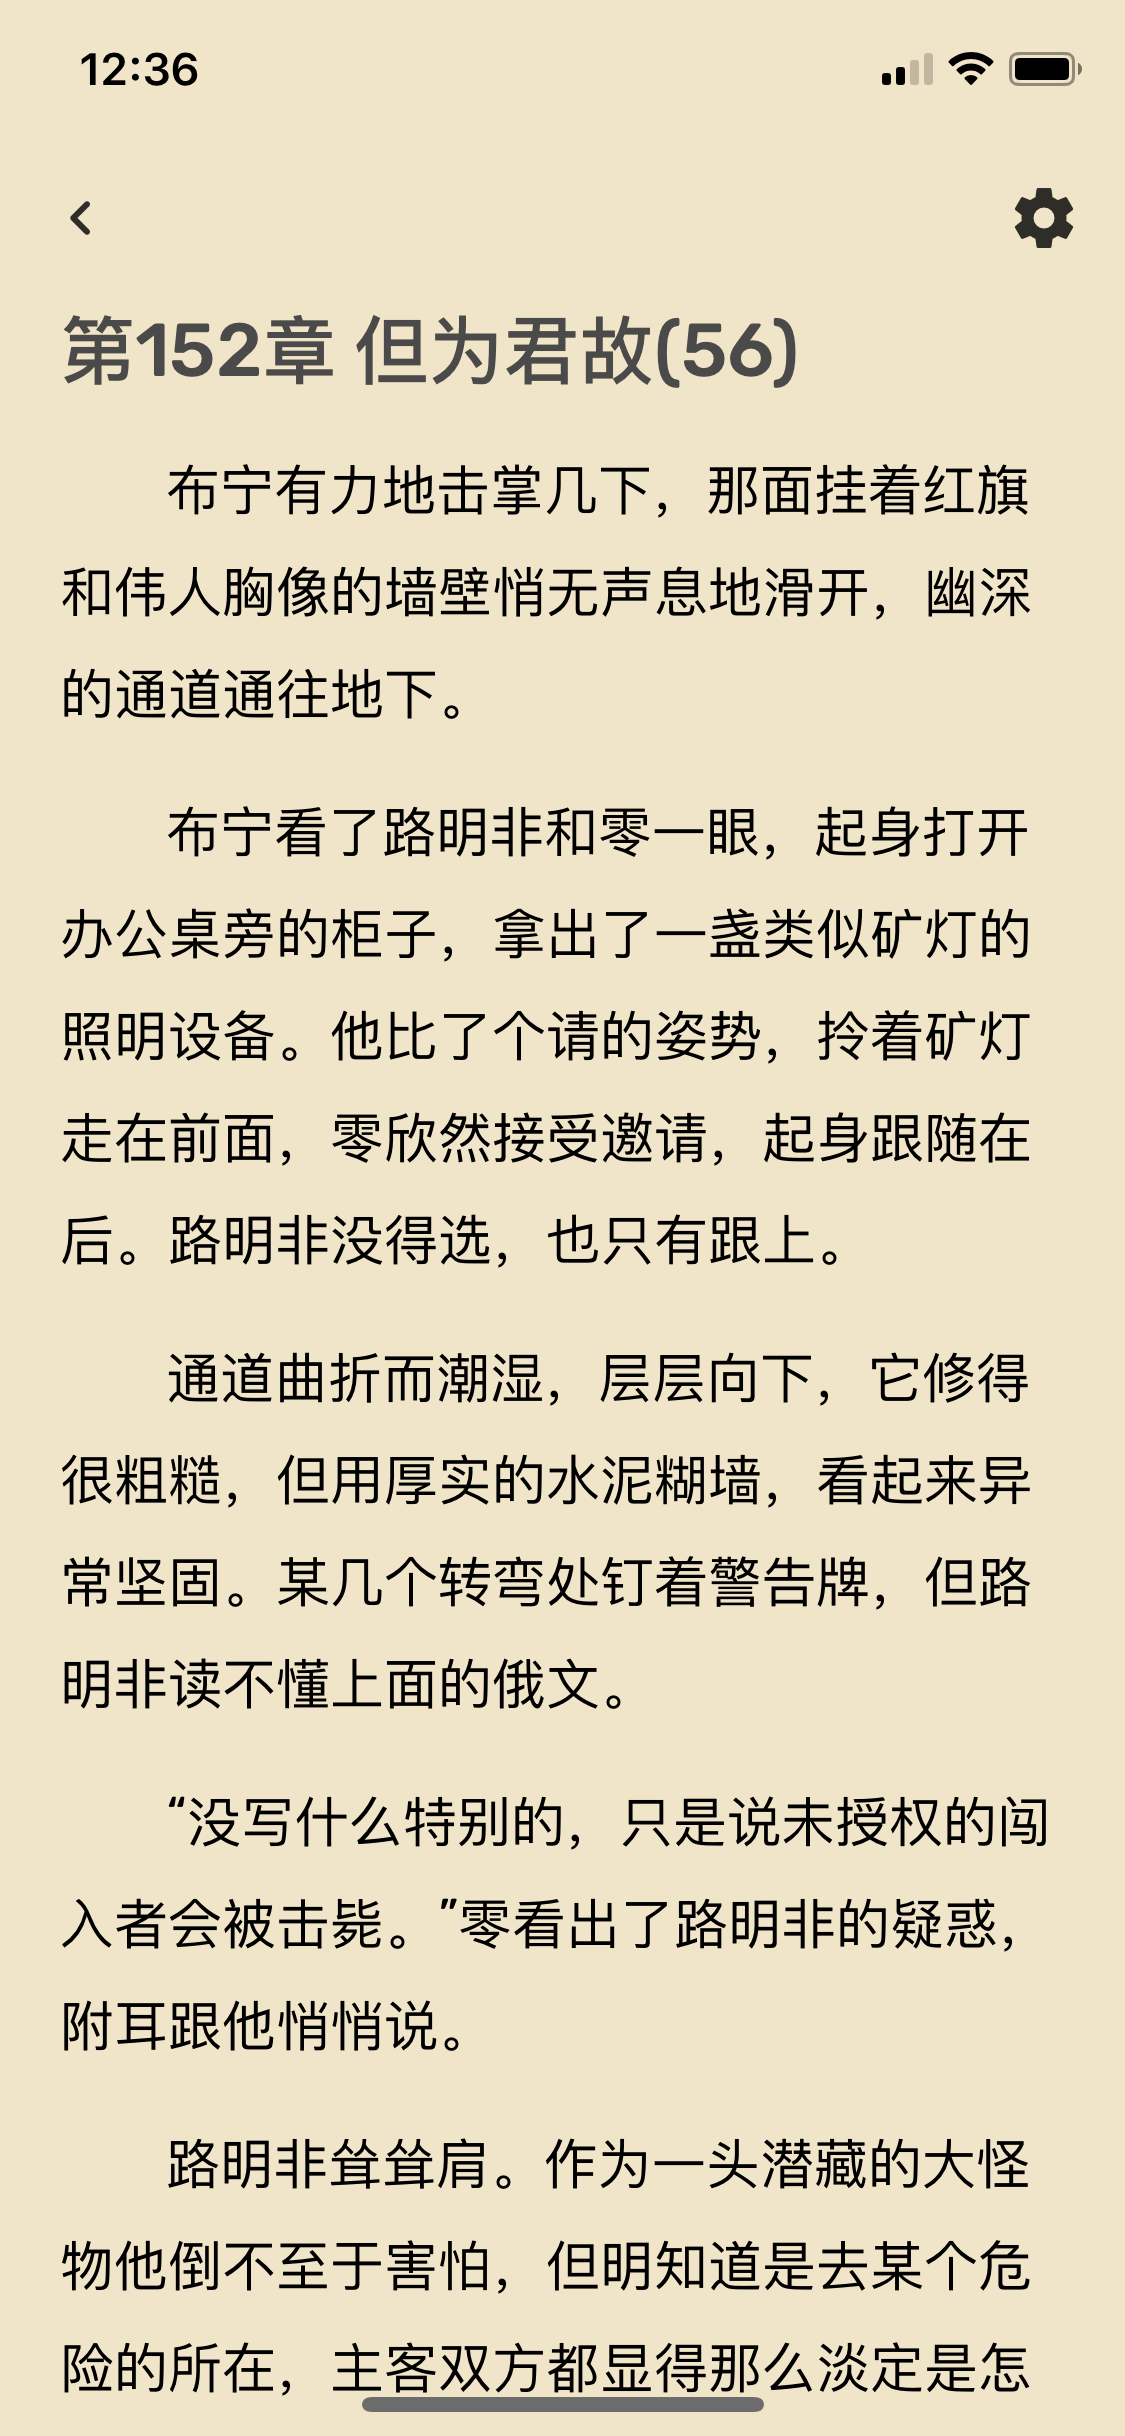 12:36
第152章 但为君故(56)
布宁有力地击掌几下，那面挂着红旗
和伟人胸像的墙壁悄无声息地滑开，幽深
的通道通往地下。
布宁看了路明非和零一眼，起身打开
办公桌旁的柜子，拿出了一盏类似矿灯的
照明设备。他比了个请的姿势，拎着矿灯
走在前面，零欣然接受邀请，起身跟随在
后。路明非没得选，也只有跟上。
通道曲折而潮湿，层层向下，它修得
很粗糙，但用厚实的水泥糊墙，看起来异
常坚固。某几个转弯处钉着警告牌，但路
明非读不懂上面的俄文。
“没写什么特别的，只是说未授权的闯
入者会被击毙。”零看出了路明非的疑惑，
附耳跟他悄悄说。
路明非耸耸肩。作为一头潜藏的大怪
物他倒不至于害怕，但明知道是去某个危
险的所在，主客双方都显得那么淡定是怎